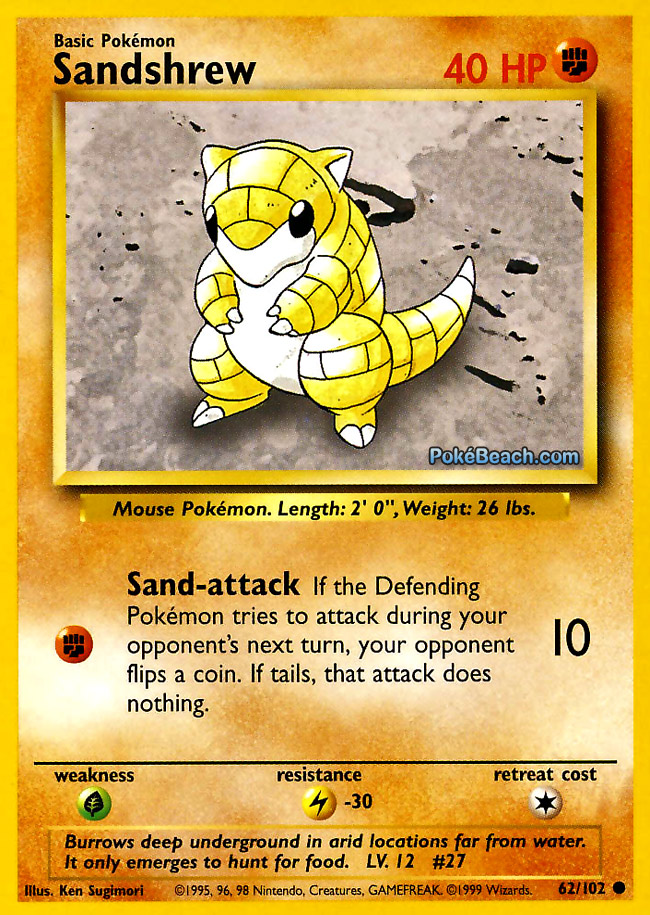 Basic Pokémon
Sandshrew
40 HP
PokéBeach.com
Mouse Pokémon. Length: 2' 0", Weight: 26 lbs.
Sand-attack If the Defending
Pokémon tries to attack during your
opponent's next turn, your opponent
flips a coin. If tails, that attack does
nothing.
10
weakness
resistance
retreat cost
-30
Burrows deep underground in arid locations far from water.
It only emerges to hunt for food. LV. 12 #27
Illus. Ken Sugimori ©1995, 96, 98 Nintendo, Creatures, GAMEFREAK. ©1999 Wizards. 62/102